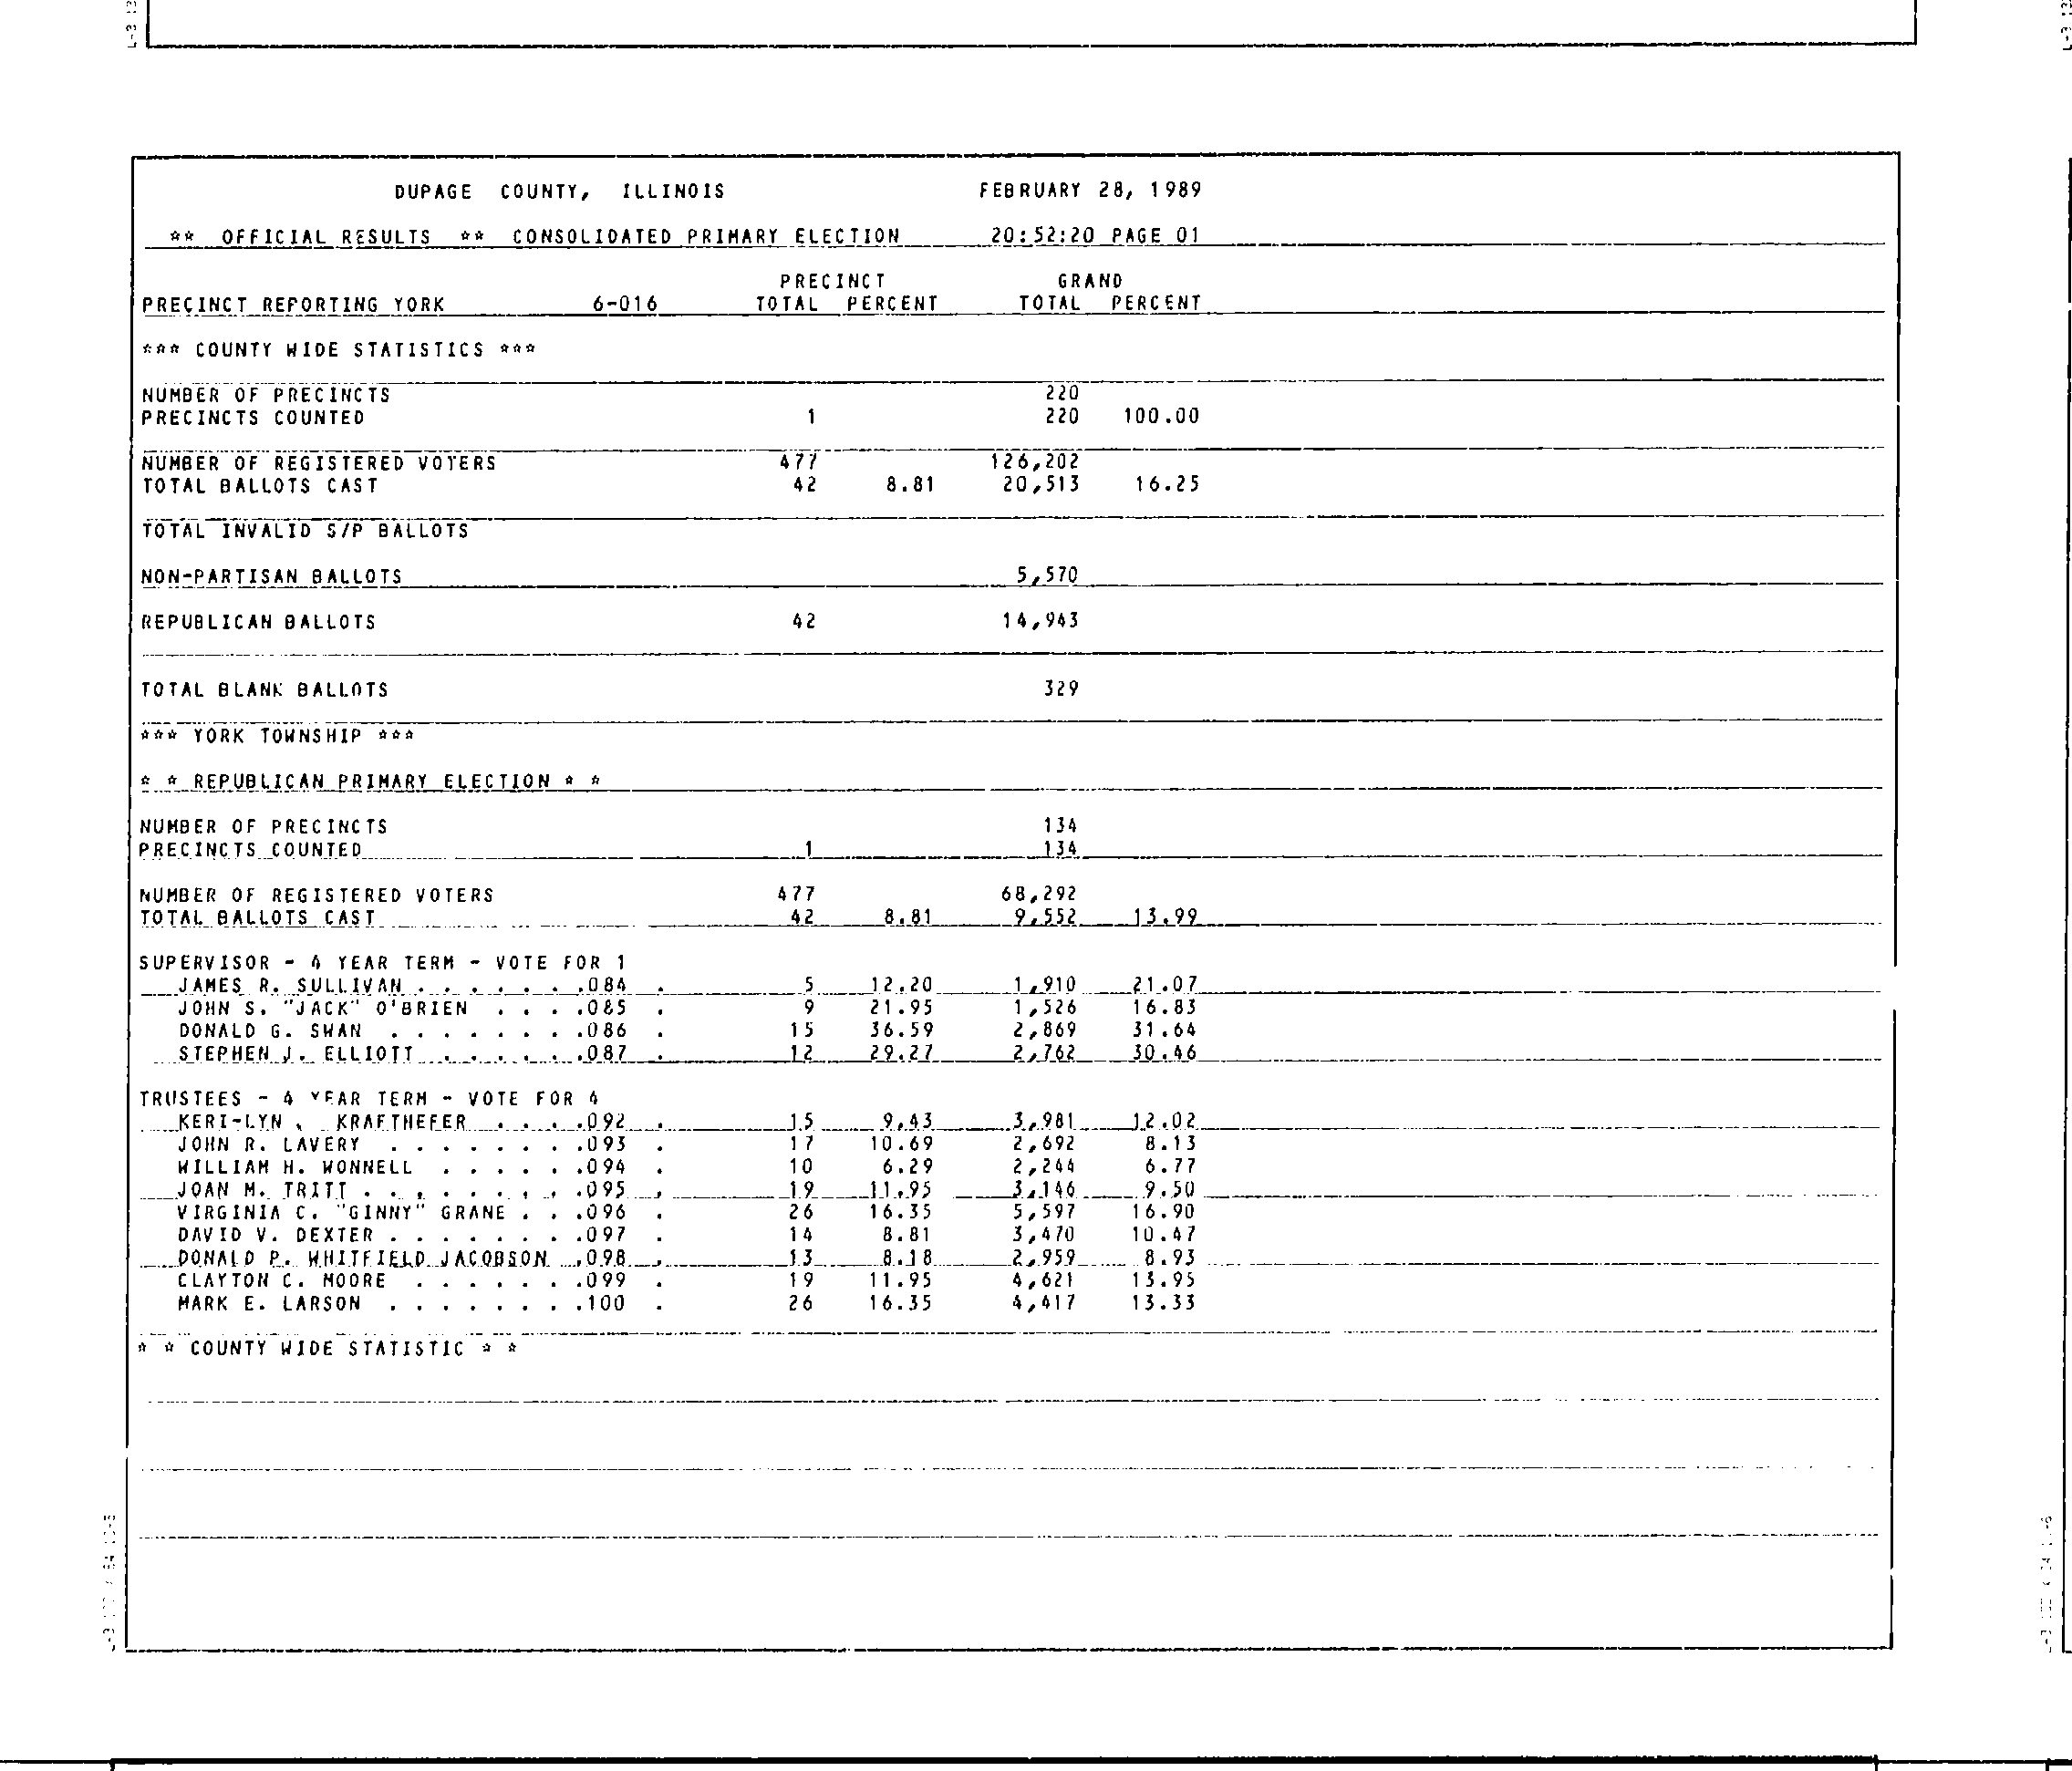 DUPAGE COUNTY, ILLINOIS FEBRUARY 28, 1989
** OFFICIAL RESULTS ** CONSOLIDATED PRIMARY ELECTION 20:52:20 PAGE 01
PRECINCT GRAND
PRECINCT REPORTING YORK 6-016 TOTAL PERCENT TOTAL PERCENT
*** COUNTY WIDE STATISTICS ***
NUMBER OF PRECINCTS 220
PRECINCTS COUNTED 1 220 100.00
NUMBER OF REGISTERED VOTERS 477 126,202
TOTAL BALLOTS CAST 42 8.81 20,513 16.25
TOTAL INVALID S/P BALLOTS
NON-PARTISAN BALLOTS 5,570
REPUBLICAN BALLOTS 42 14,943
TOTAL BLANK BALLOTS 329
*** YORK TOWNSHIP ***
* * REPUBLICAN PRIMARY ELECTION * *
NUMBER OF PRECINCTS 134
PRECINCTS COUNTED 1 134
NUMBER OF REGISTERED VOTERS 477 68,292
TOTAL BALLOTS CAST 42 8.81 9,552 13.99
SUPERVISOR - 4 YEAR TERM - VOTE FOR 1
JAMES R. SULLIVAN . . . . . . .084 . 5 12.20 1,910 21.07
JOHN S. "JACK" O'BRIEN . . . .085 . 9 21.95 1,526 16.83
DONALD G. SWAN . . . . . . . .086 . 15 36.59 2,869 31.64
STEPHEN J. ELLIOTT . . . . . .087 . 12 29.27 2,762 30.46
TRUSTEES - 4 YEAR TERM - VOTE FOR 4
KERI-LYN . KRAFTHEFER . . . .092 . 15 9.43 3,981 12.02
JOHN R. LAVERY . . . . . . . .093 . 17 10.69 2,692 8.13
WILLIAM H. WONNELL . . . . . .094 . 10 6.29 2,244 6.77
JOAN M. TRITT . . . . . . . . .095 . 19 11.95 3,146 9.50
VIRGINIA C. "GINNY" GRANE . . .096 . 26 16.35 5,597 16.90
DAVID V. DEXTER . . . . . . . .097 . 14 8.81 3,470 10.47
DONALD P. WHITFIELD JACOBSON .098 . 13 8.18 2,959 8.93
CLAYTON C. MOORE . . . . . . .099 . 19 11.95 4,621 13.95
MARK E. LARSON . . . . . . . .100 . 26 16.35 4,417 13.33
* * COUNTY WIDE STATISTIC * *